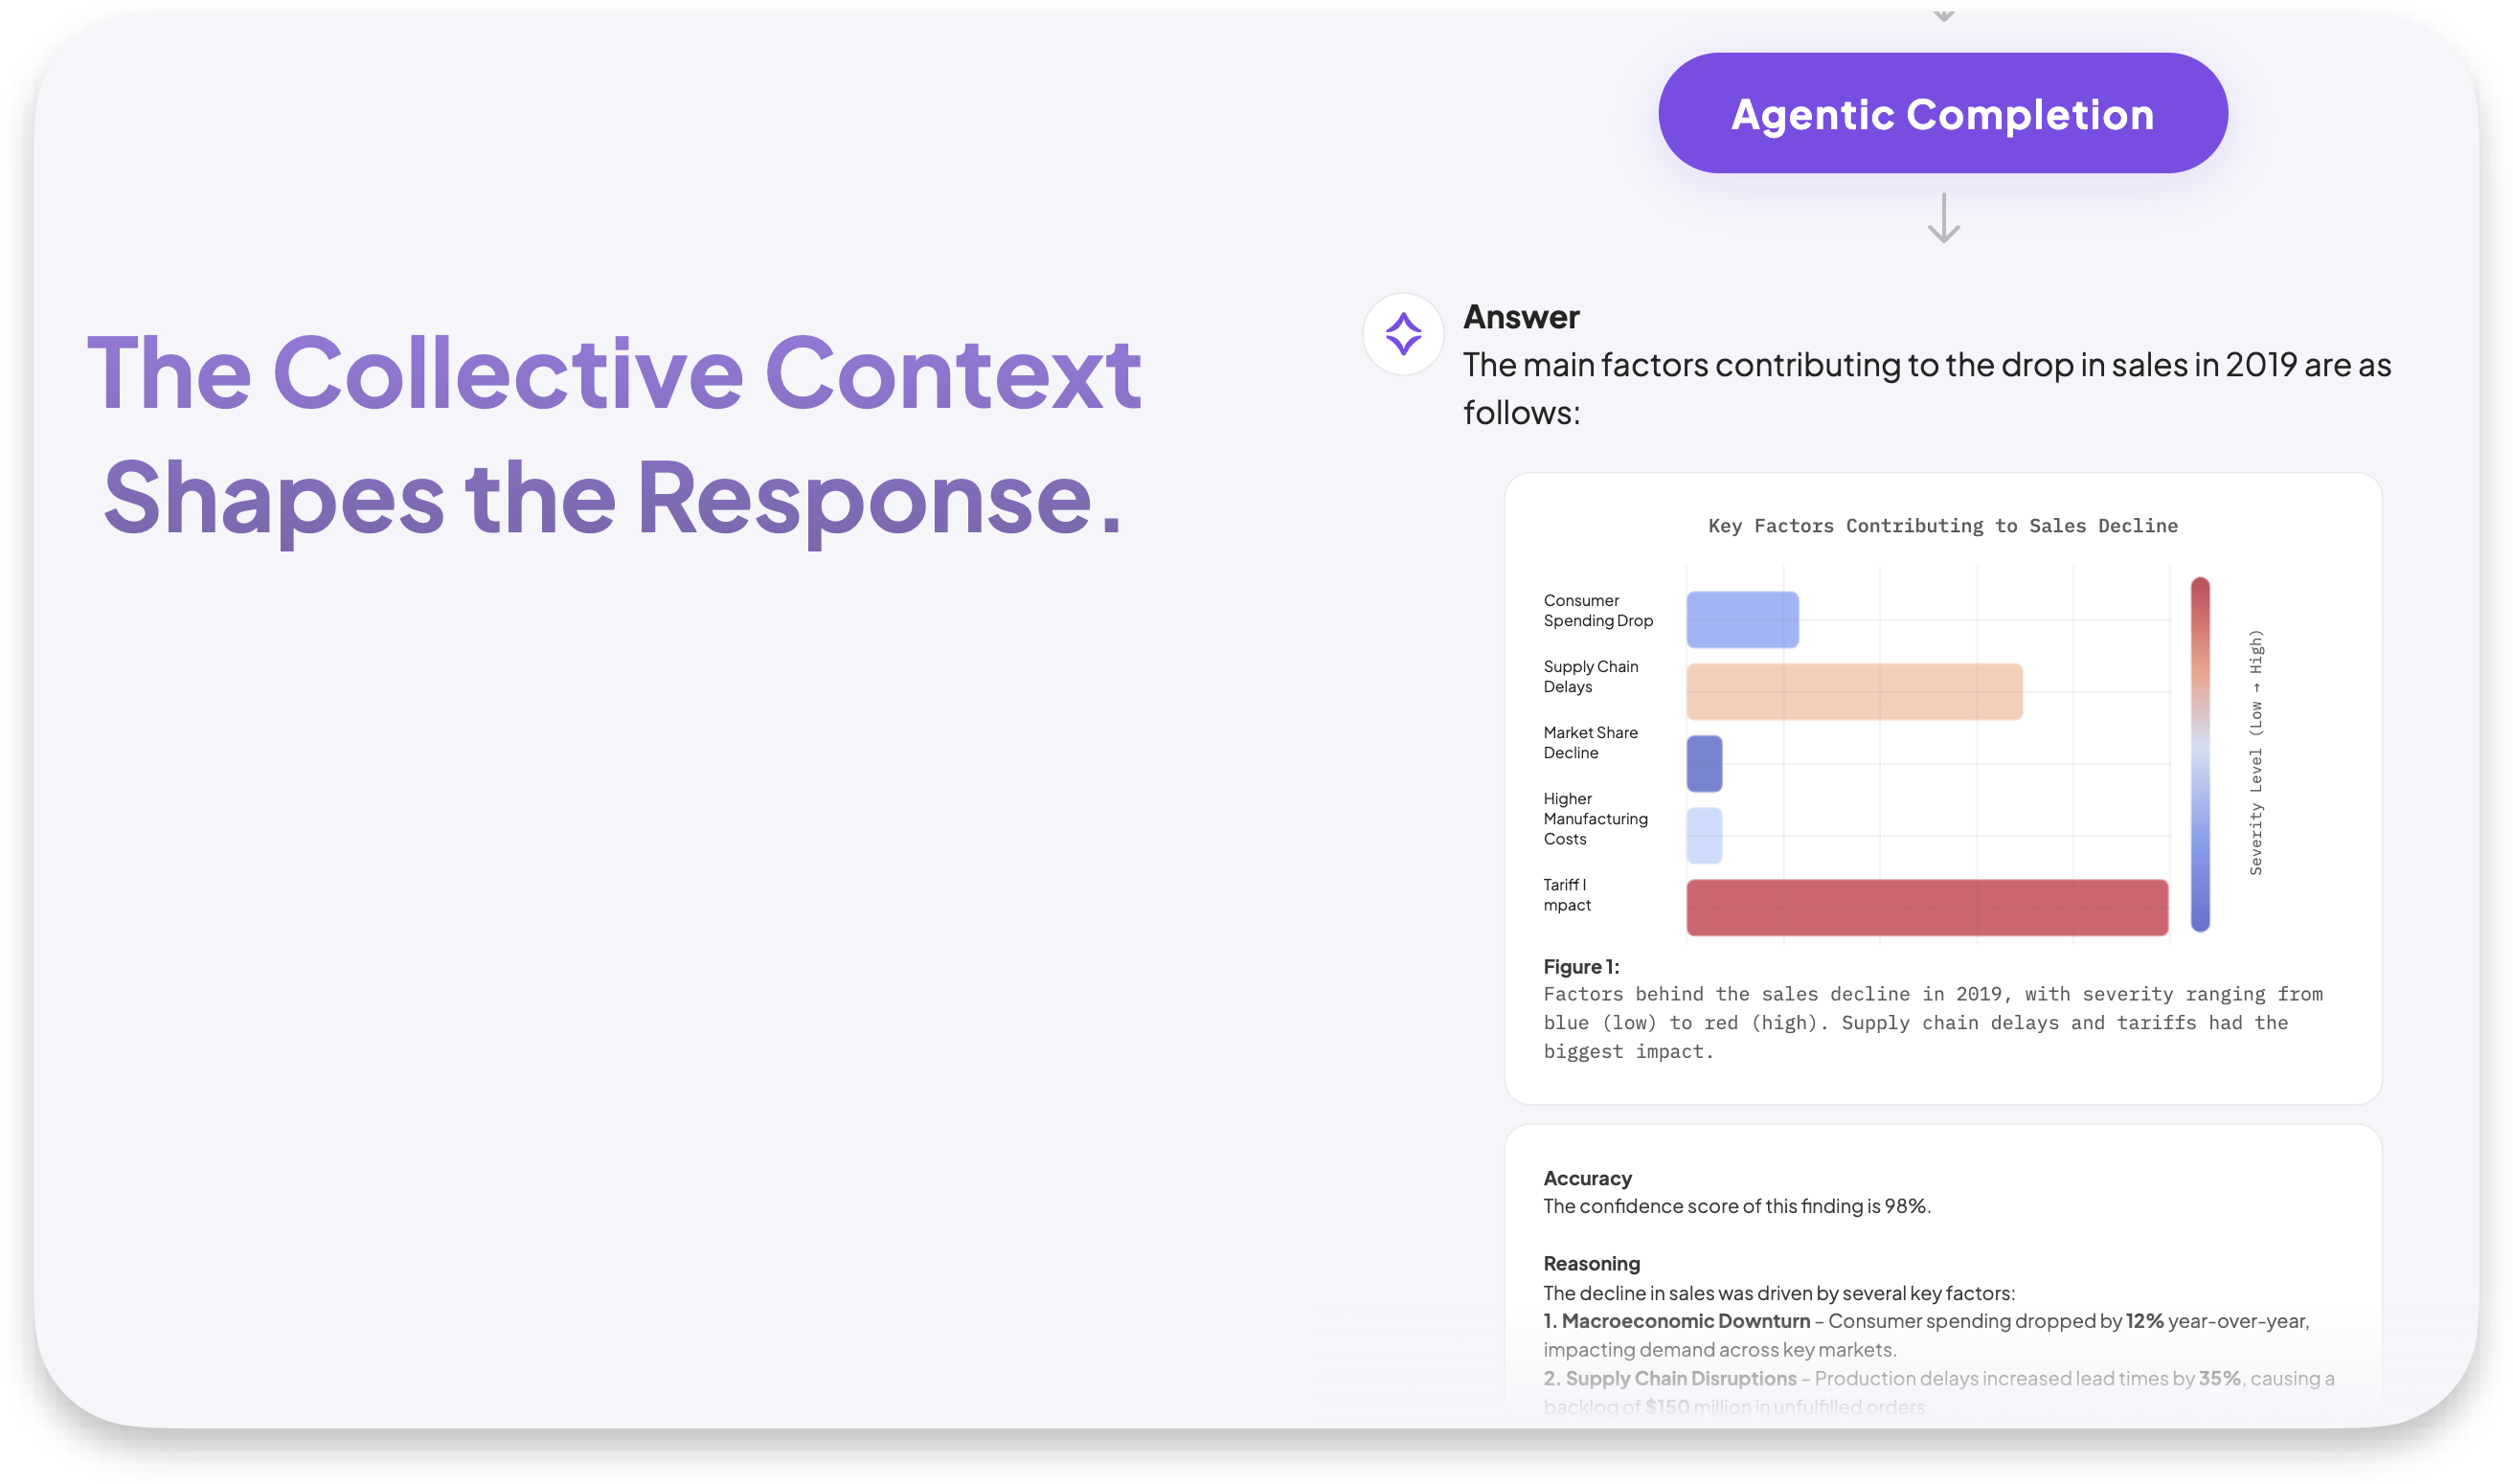 The Collective Context
Shapes the Response.
Agentic Completion
Answer
The main factors contributing to the drop in sales in 2019 are as
follows:
Key Factors Contributing to Sales Decline
Consumer
Spending Drop
Supply Chain
Delays
Market Share
Decline
Higher
Manufacturing
Costs
Tariff I
mpact
Severity Level (Low → High)
Figure 1:
Factors behind the sales decline in 2019, with severity ranging from
blue (low) to red (high). Supply chain delays and tariffs had the
biggest impact.
Accuracy
The confidence score of this finding is 98%.
Reasoning
The decline in sales was driven by several key factors:
1. Macroeconomic Downturn – Consumer spending dropped by 12% year-over-year,
impacting demand across key markets.
2. Supply Chain Disruptions – Production delays increased lead times by 35%, causing a
backlog of $150 million in unfulfilled orders.